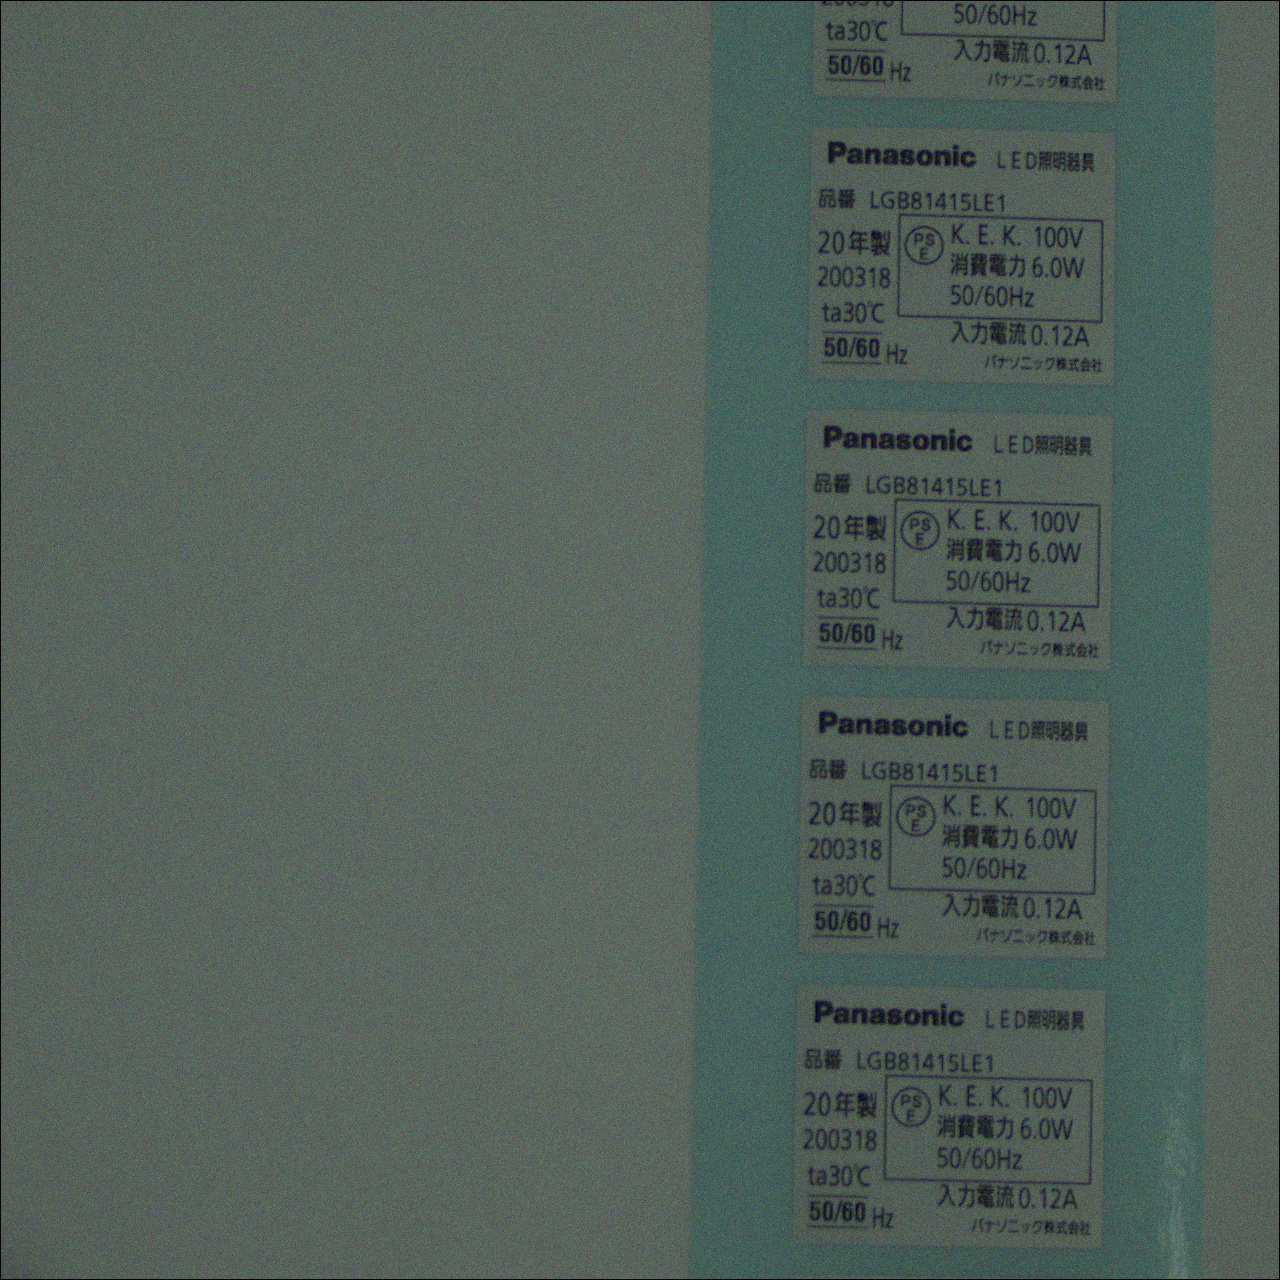 200318
50/60Hz
ta30℃
入力電流0.12A
50/60 Hz
パナソニック株式会社
Panasonic LED照明器具
品番 LGB81415LE1
20年製 PSE K. E. K. 100V
消費電力 6.0W
200318
50/60Hz
ta30℃
入力電流0.12A
50/60 Hz
パナソニック株式会社
Panasonic LED照明器具
品番 LGB81415LE1
20年製 PSE K. E. K. 100V
消費電力 6.0W
200318
50/60Hz
ta30℃
入力電流0.12A
50/60 Hz
パナソニック株式会社
Panasonic LED照明器具
品番 LGB81415LE1
20年製 PSE K. E. K. 100V
消費電力 6.0W
200318
50/60Hz
ta30℃
入力電流0.12A
50/60 Hz
パナソニック株式会社
Panasonic LED照明器具
品番 LGB81415LE1
20年製 PSE K. E. K. 100V
消費電力 6.0W
200318
50/60Hz
ta30℃
入力電流0.12A
50/60 Hz
パナソニック株式会社